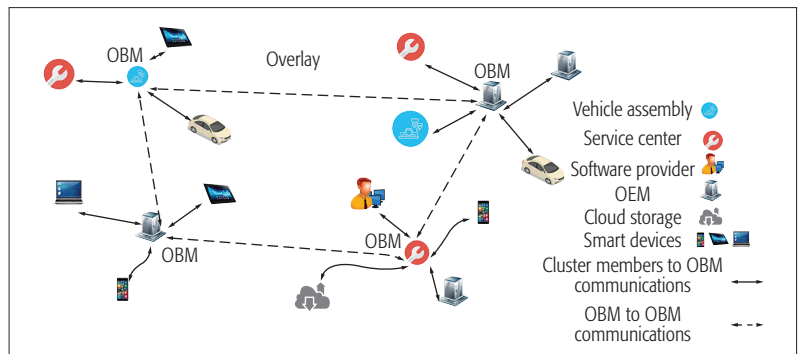 OBM
Overlay
OBM
Vehicle assembly
Service center
Software provider
OEM
Cloud storage
Smart devices
Cluster members to OBM
communications
OBM to OBM
communications
OBM
OBM